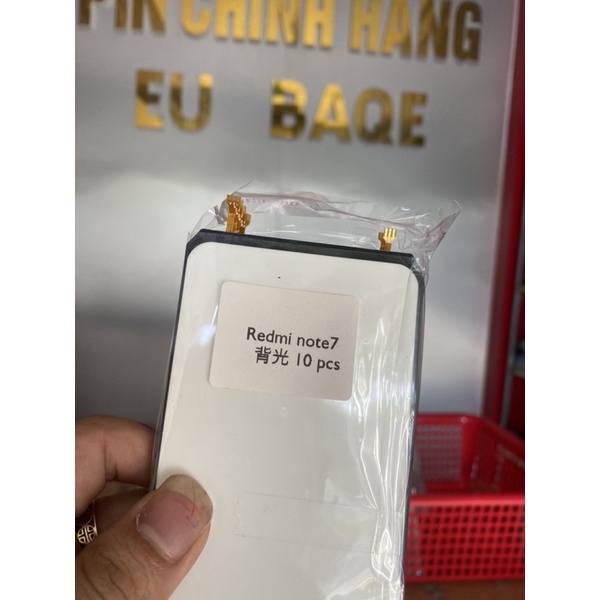 PIN CHÍNH HÃNG
EU BAQE
Redmi note7
背光 10 pcs